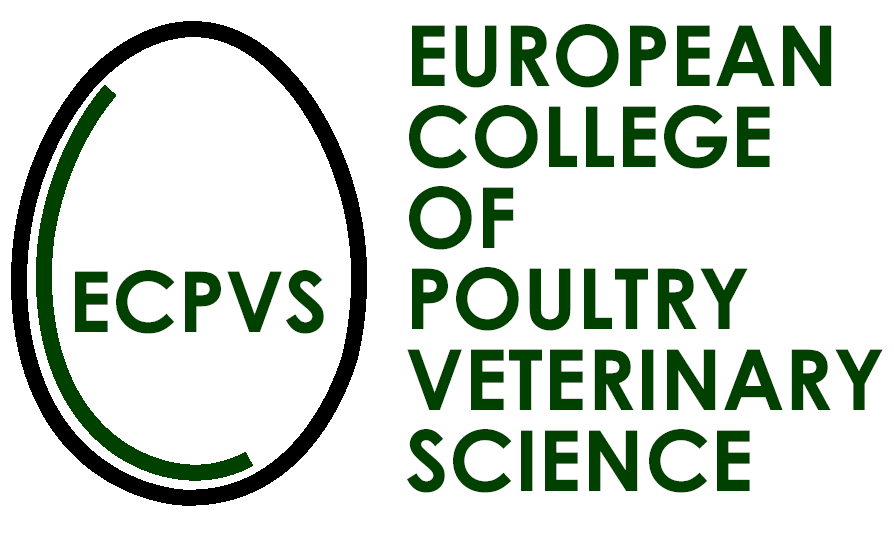 ECPVS
EUROPEAN
COLLEGE
OF
POULTRY
VETERINARY
SCIENCE